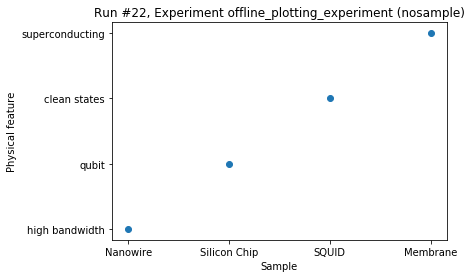 Run #22, Experiment offline_plotting_experiment (nosample)
superconducting
clean states
Physical feature
qubit
high bandwidth
Nanowire Silicon Chip SQUID Membrane
Sample